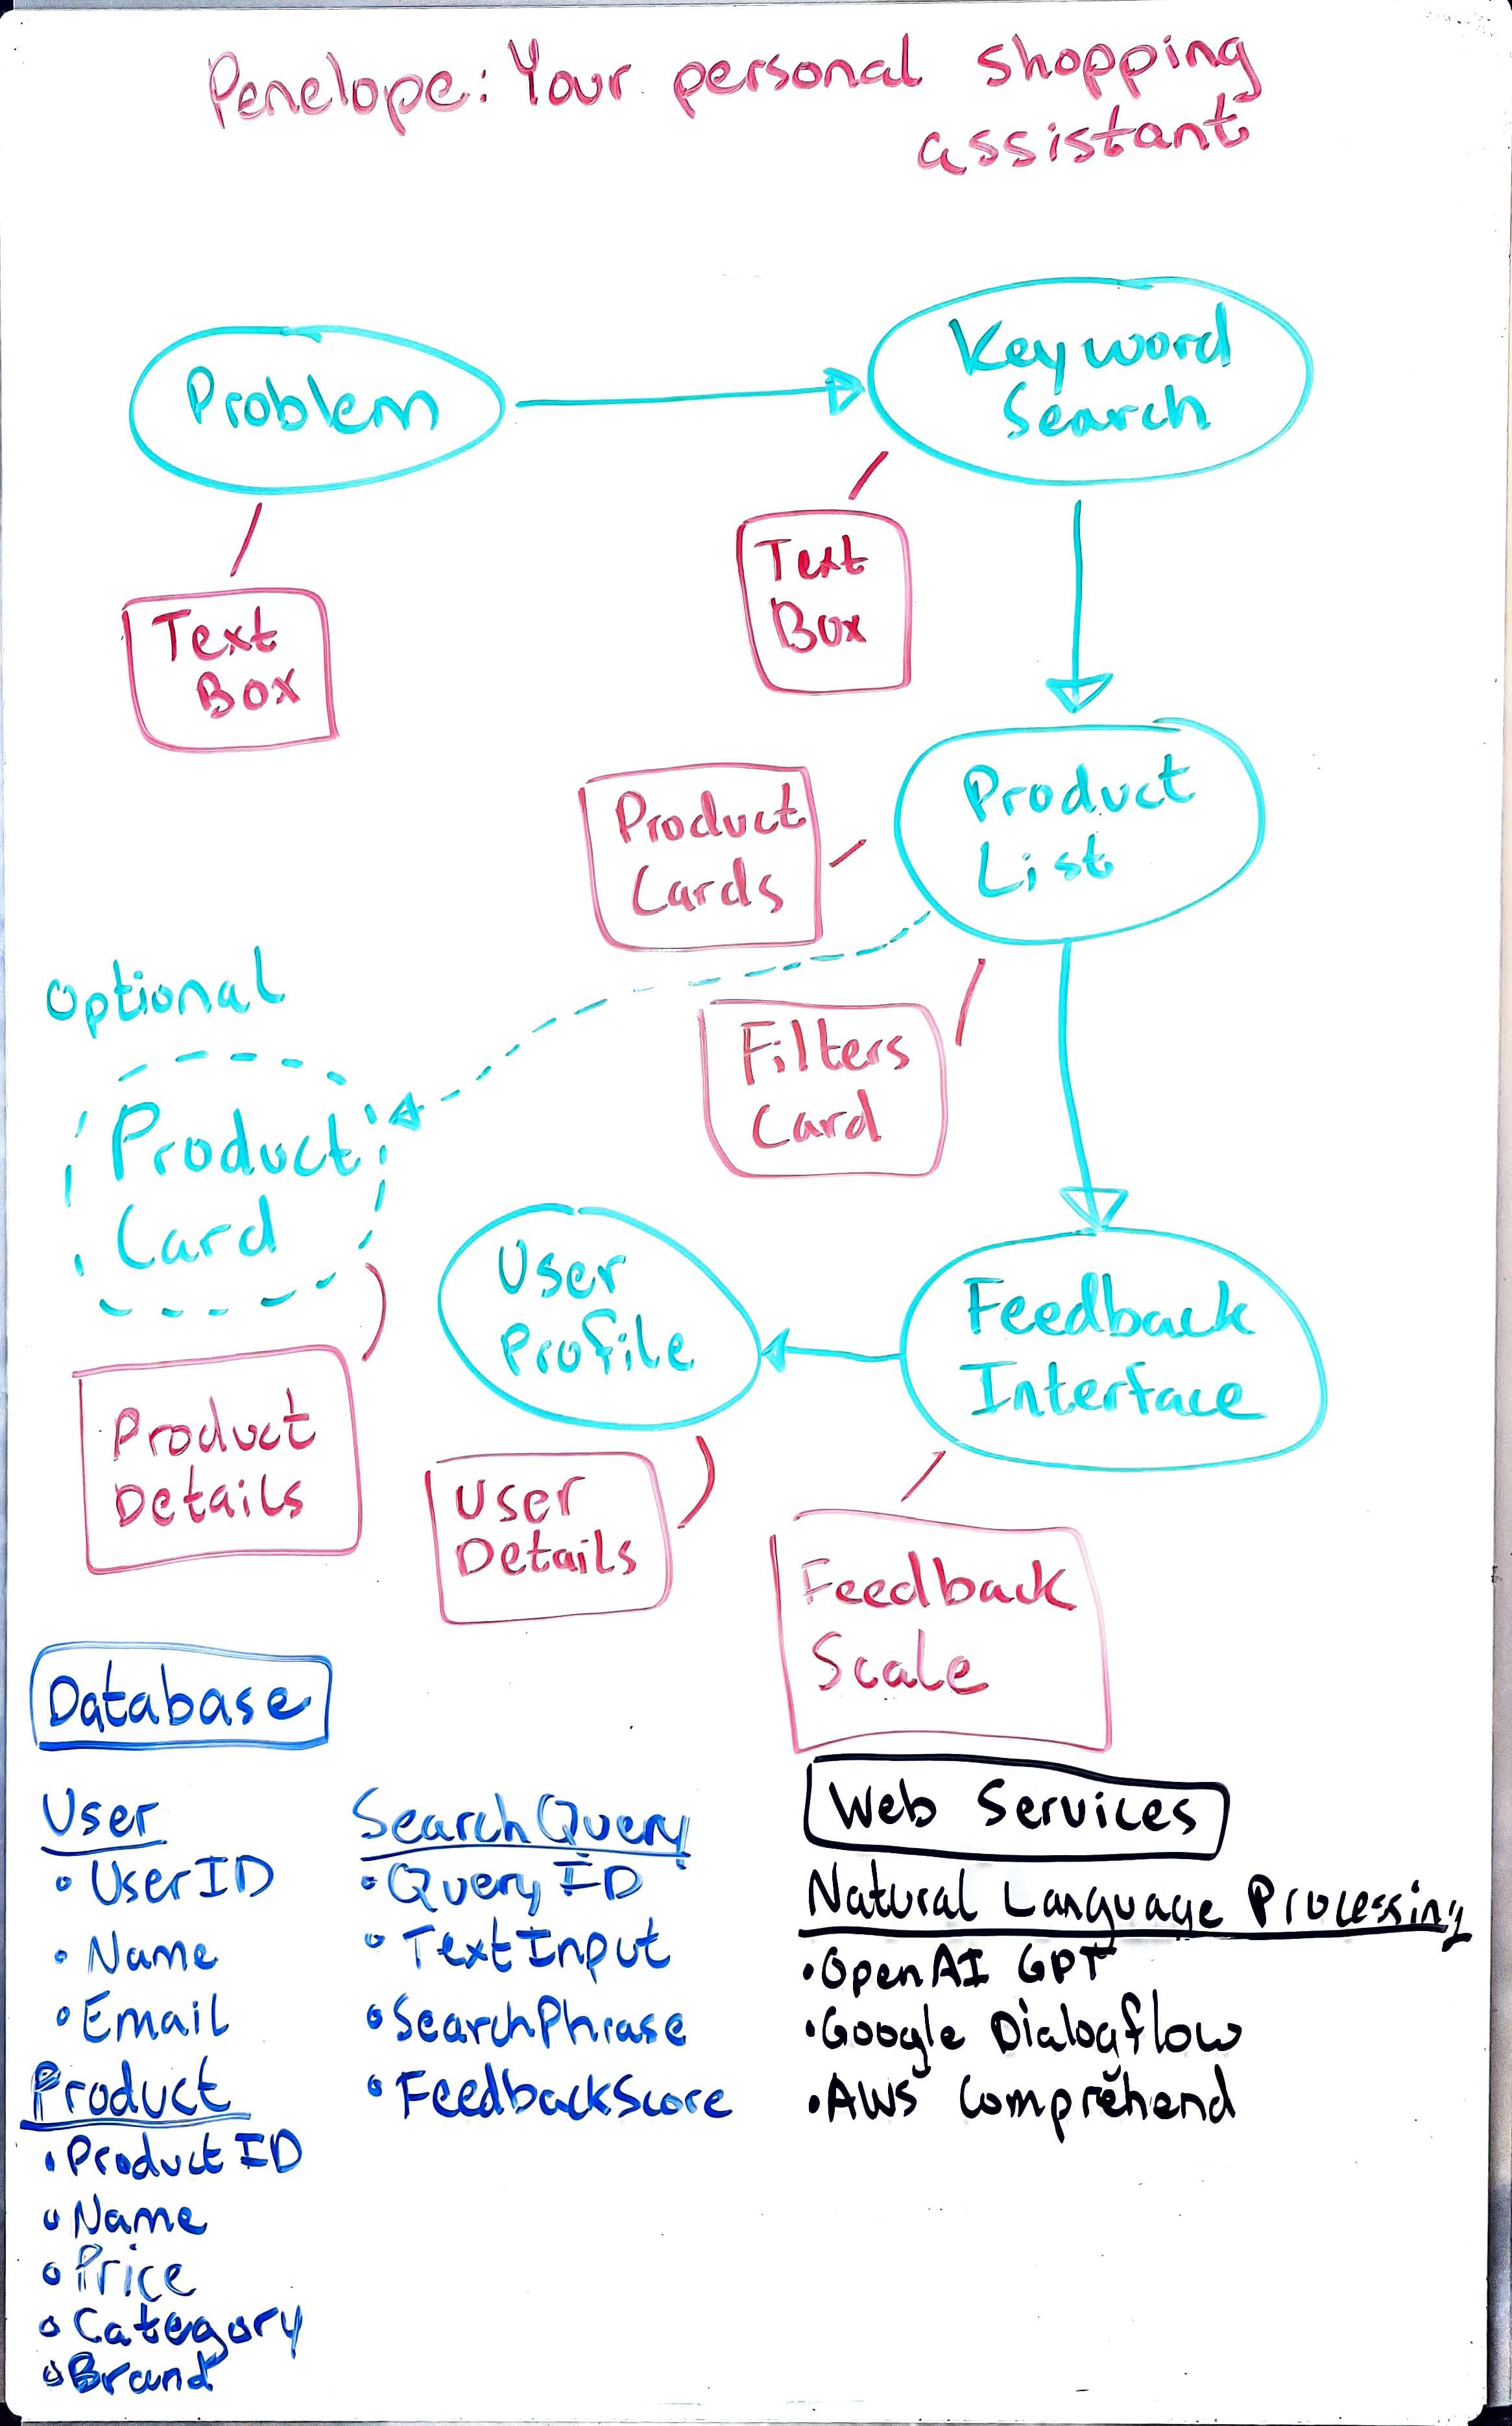 Penelope: Your personal shopping
assistant
Problem
Keyword
Search
Text
Box
Text
Box
Product
List
Product
Cards
Optional
Filters
Card
Product
Card
User
Profile
Feedback
Interface
Product
Details
User
Details
Feedback
Scale
Database
User
• UserID
• Name
• Email
Product
• ProductID
• Name
• Price
• Category
• Brand
SearchQuery
• QueryID
• TextInput
• SearchPhrase
• FeedbackScore
Web Services
Natural Language Processing
• OpenAI GPT
• Google Dialogflow
• AWS Comprehend